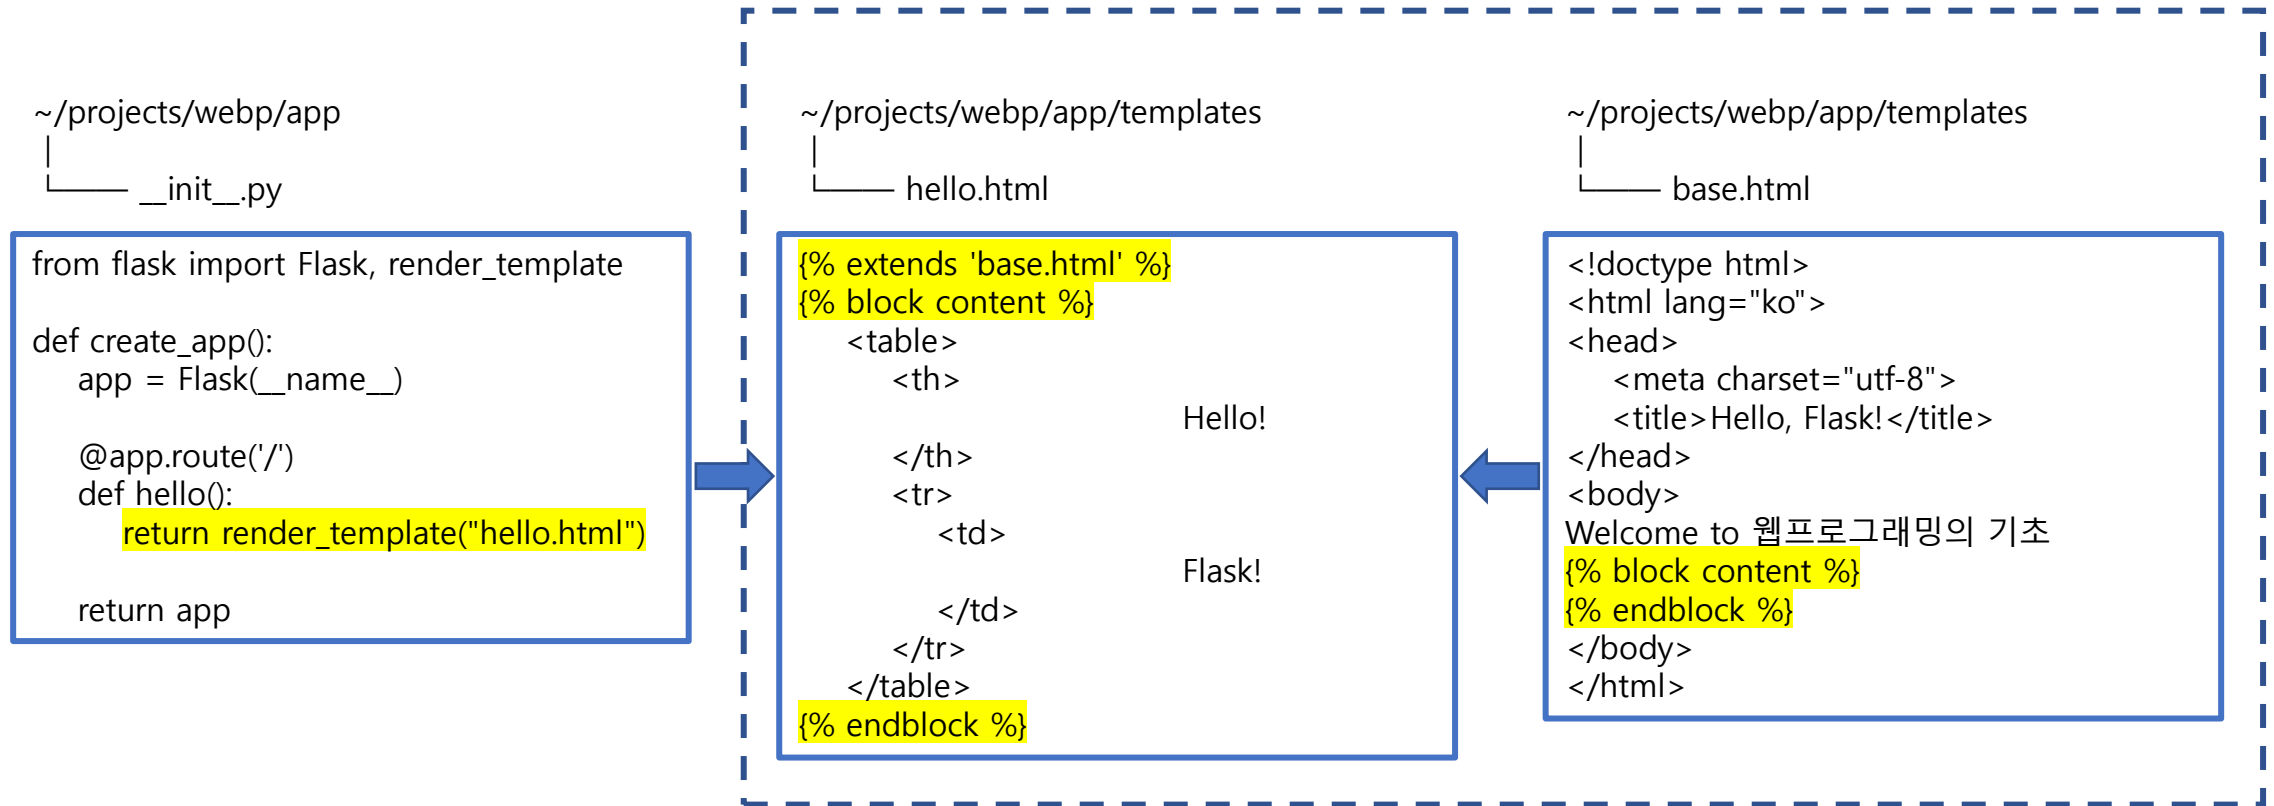 ~/projects/webp/app
└─── __init__.py
from flask import Flask, render_template
def create_app():
app = Flask(__name__)
@app.route('/')
def hello():
return render_template("hello.html")
return app
~/projects/webp/app/templates
└─── hello.html
{% extends 'base.html' %}
{% block content %}
<table>
<th>
Hello!
</th>
<tr>
<td>
Flask!
</td>
</tr>
</table>
{% endblock %}
~/projects/webp/app/templates
└─── base.html
<!doctype html>
<html lang="ko">
<head>
<meta charset="utf-8">
<title>Hello, Flask!</title>
</head>
<body>
Welcome to 웹프로그래밍의 기초
{% block content %}
{% endblock %}
</body>
</html>